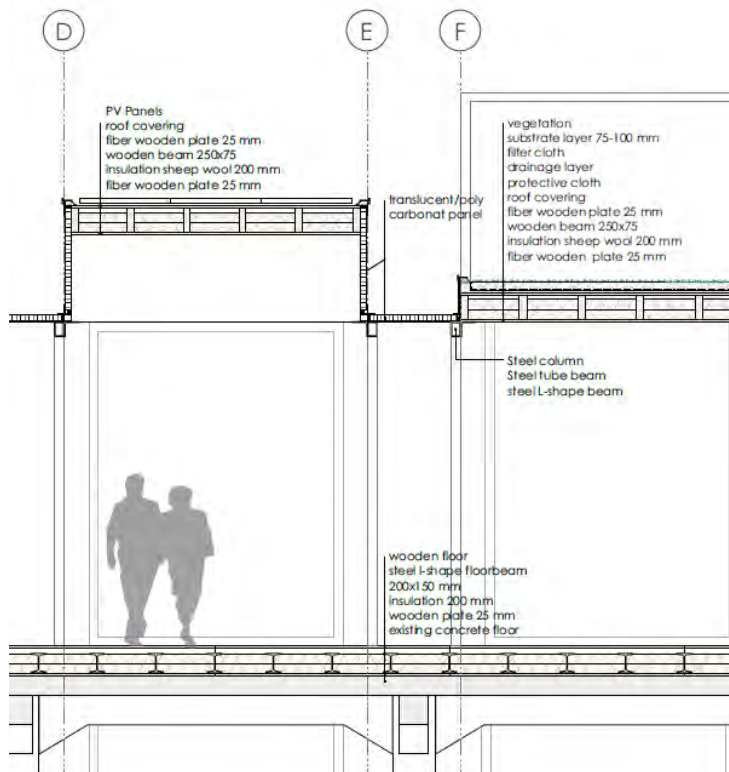 D
E
F
PV Panels
roof covering
fiber wooden plate 25 mm
wooden beam 250x75
insulation sheep wool 200 mm
fiber wooden plate 25 mm
translucent/poly
carbonat panel
vegetation
substrate layer 75-100 mm
filter cloth
drainage layer
protective cloth
roof covering
fiber wooden plate 25 mm
wooden beam 250x75
insulation sheep wool 200 mm
fiber wooden plate 25 mm
Steel column
Steel tube beam
steel L-shape beam
wooden floor
steel I-shape floorbeam
200x150 mm
insulation 200 mm
wooden plate 25 mm
existing concrete floor